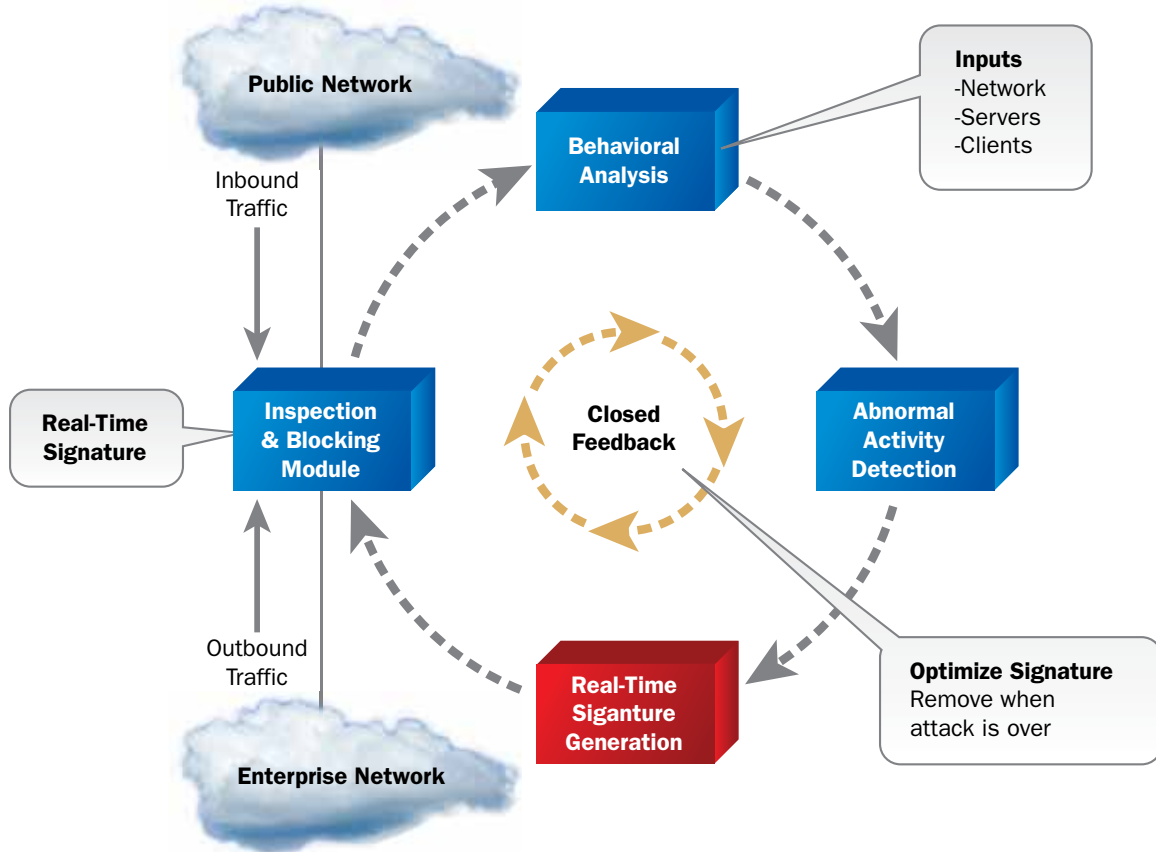 Public Network
Inputs
-Network
-Servers
-Clients
Behavioral
Analysis
Inbound
Traffic
Real-Time
Signature
Inspection
& Blocking
Module
Closed
Feedback
Abnormal
Activity
Detection
Outbound
Traffic
Real-Time
Siganture
Generation
Optimize Signature
Remove when
attack is over
Enterprise Network